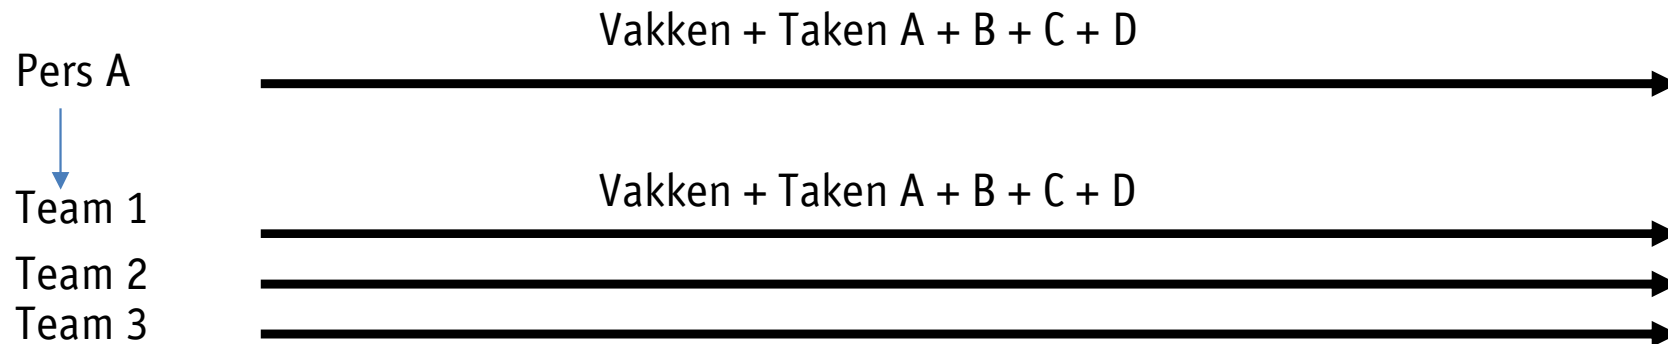 Vakken + Taken A + B + C + D
Pers A
Vakken + Taken A + B + C + D
Team 1
Team 2
Team 3